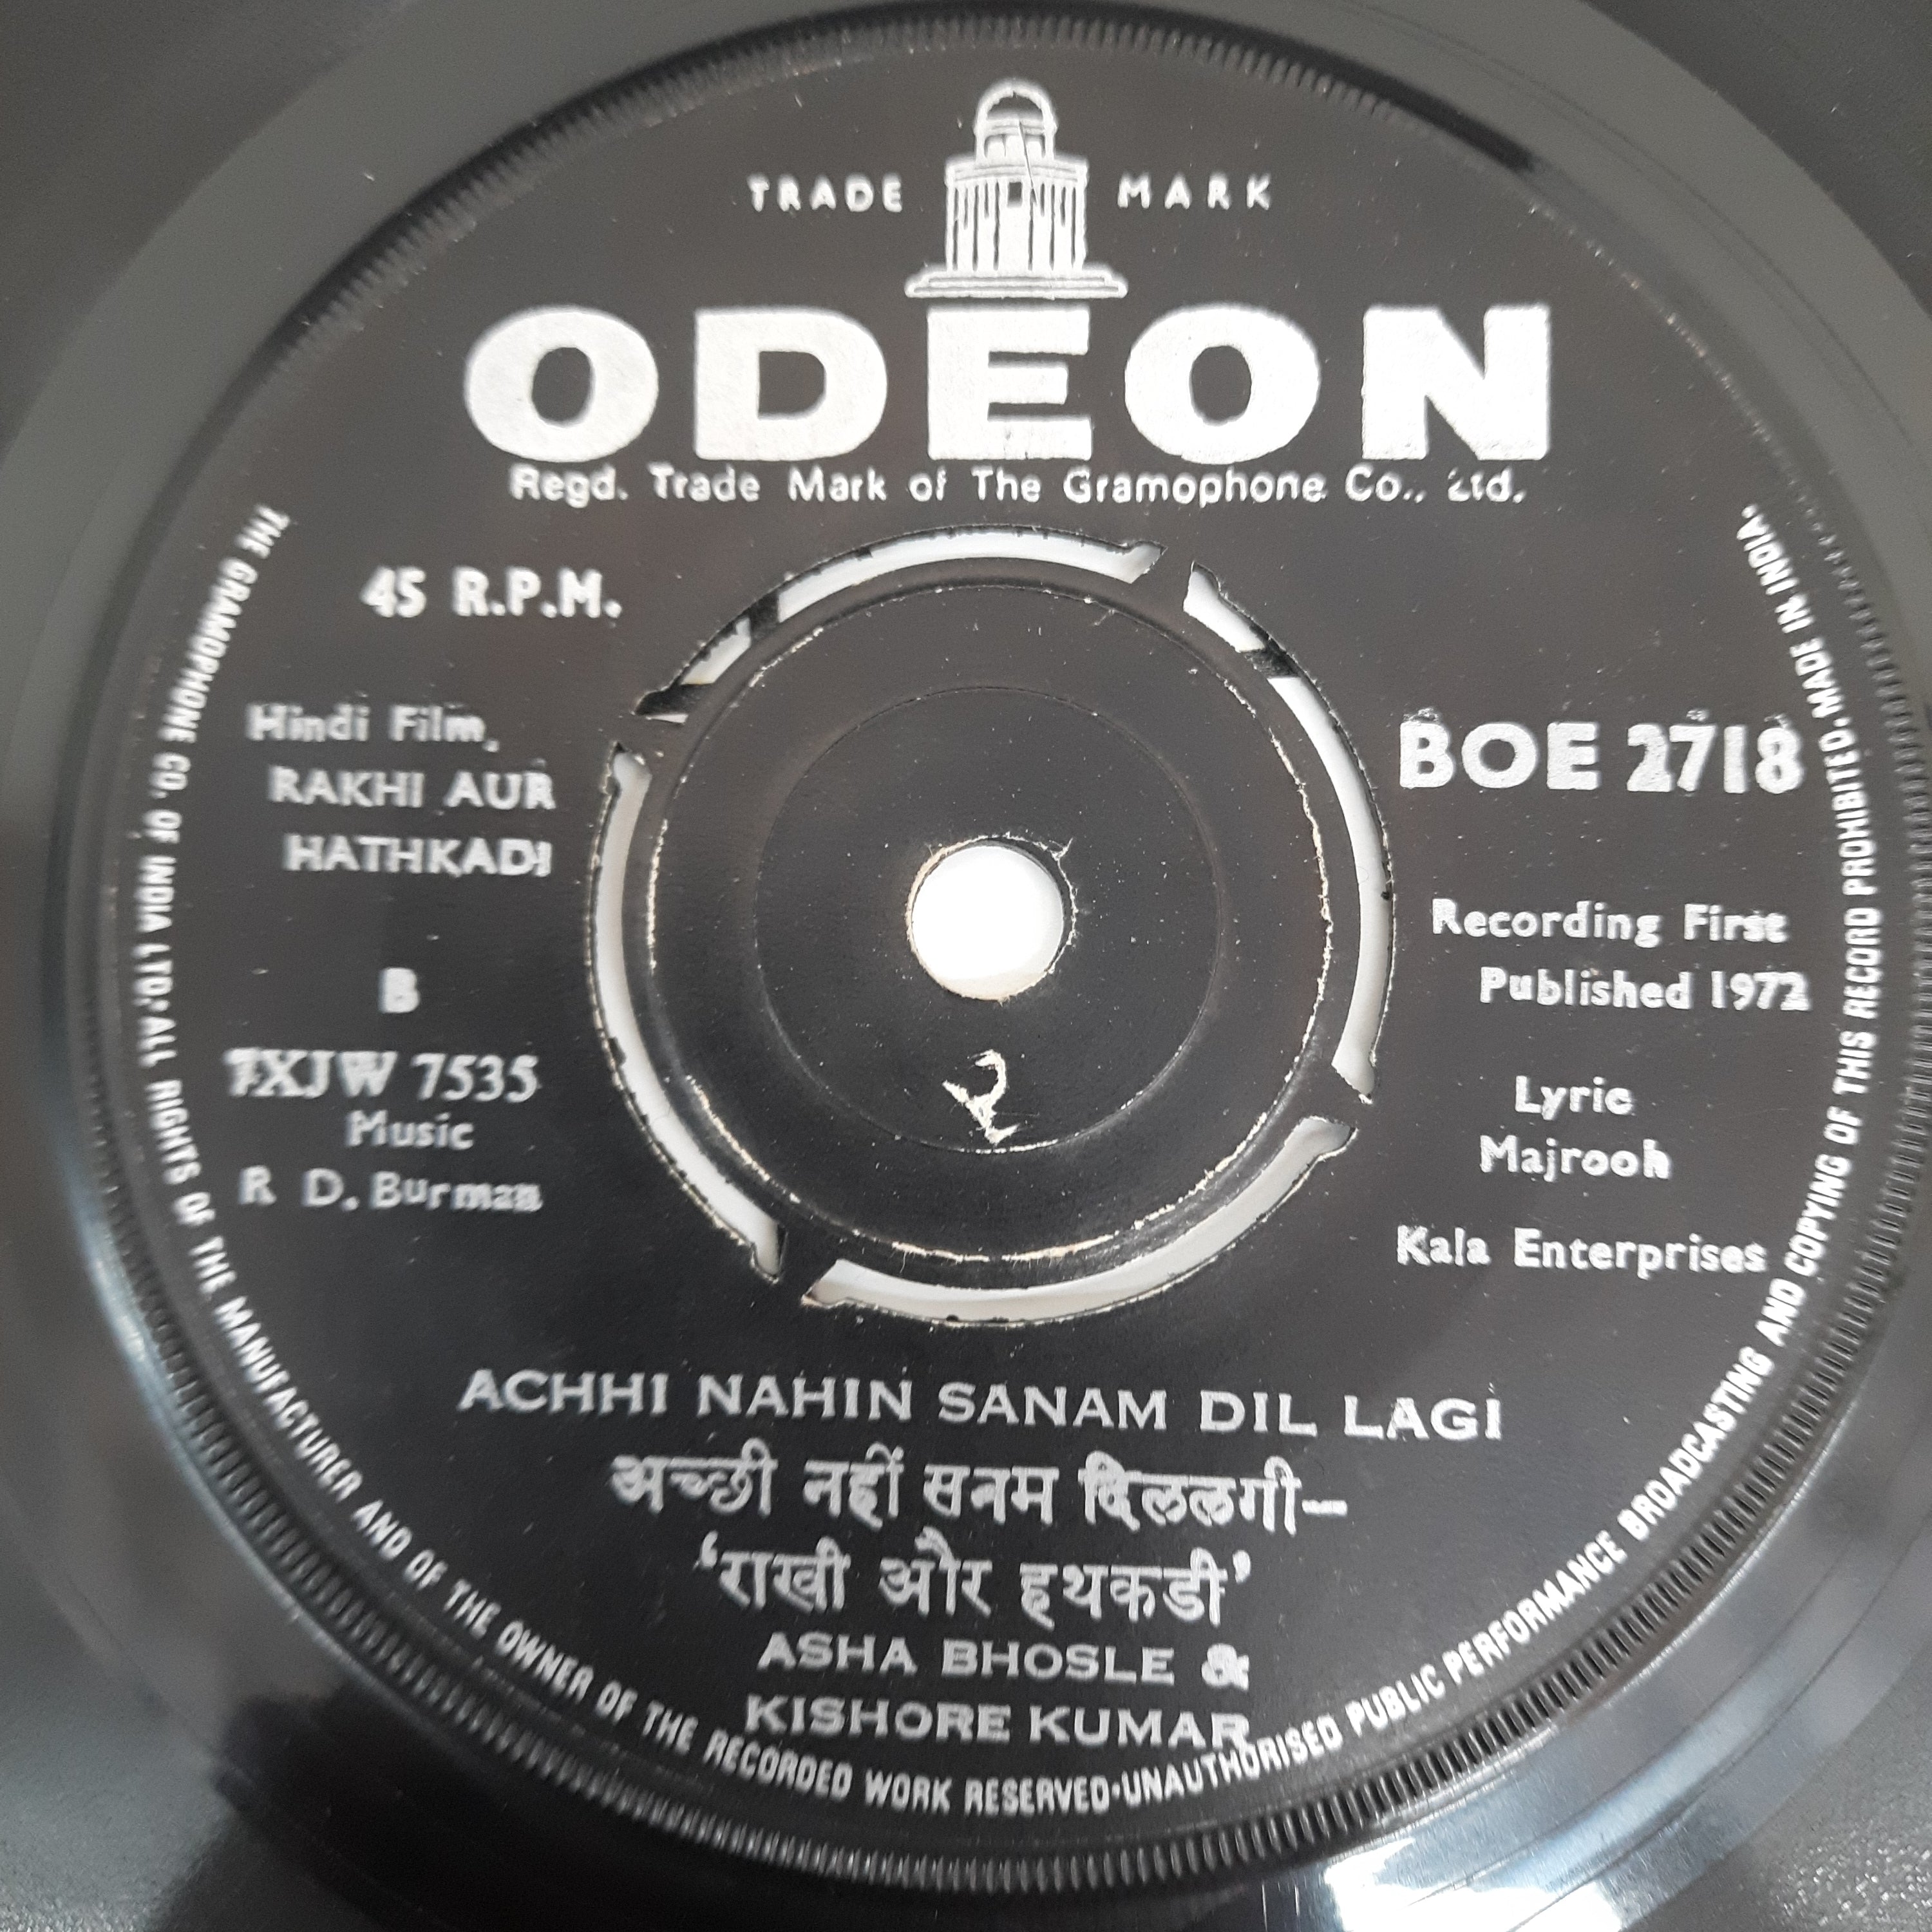 TRADE MARK
ODEON
Regd. Trade Mark of The Gramophone Co., Ltd.
45 R.P.M.
Hindi Film,
RAKHI AUR
HATHKADI
B
7XJW 7535
Music
R D. Burman
BOE 2718
Recording First
Published 1972
Lyric
Majrooh
Kala Enterprises
२
ACHHI NAHIN SANAM DIL LAGI
अच्छी नहीं सनम दिललगी—
‘राखी और हथकडी’
ASHA BHOSLE &
KISHORE KUMAR
THE GRAMOPHONE CO. OF INDIA LTD·ALL RIGHTS OF THE MANUFACTURER AND OF THE OWNER OF THE RECORDED WORK RESERVED·UNAUTHORISED PUBLIC PERFORMANCE BROADCASTING AND COPYING OF THIS RECORD PROHIBITED. MADE IN INDIA.